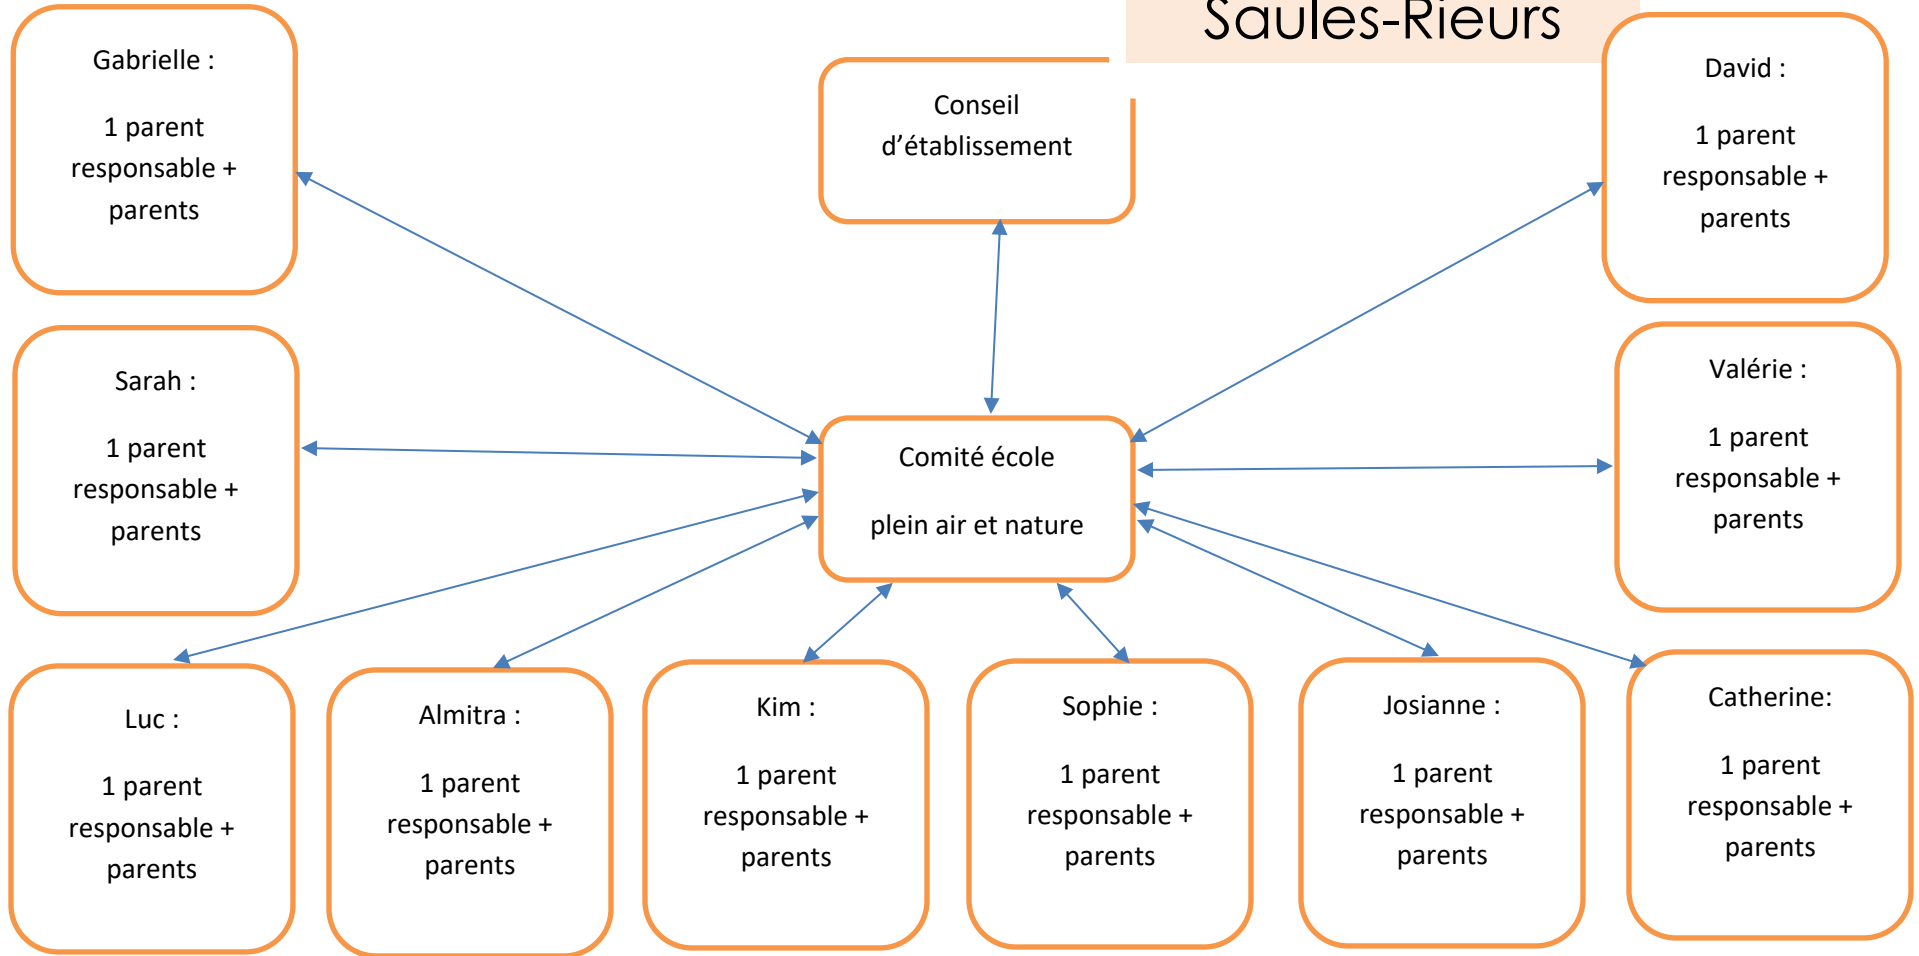 Saules-Rieurs
Gabrielle :
1 parent
responsable +
parents
Conseil
d’établissement
David :
1 parent
responsable +
parents
Sarah :
1 parent
responsable +
parents
Comité école
plein air et nature
Valérie :
1 parent
responsable +
parents
Luc :
1 parent
responsable +
parents
Almitra :
1 parent
responsable +
parents
Kim :
1 parent
responsable +
parents
Sophie :
1 parent
responsable +
parents
Josianne :
1 parent
responsable +
parents
Catherine:
1 parent
responsable +
parents